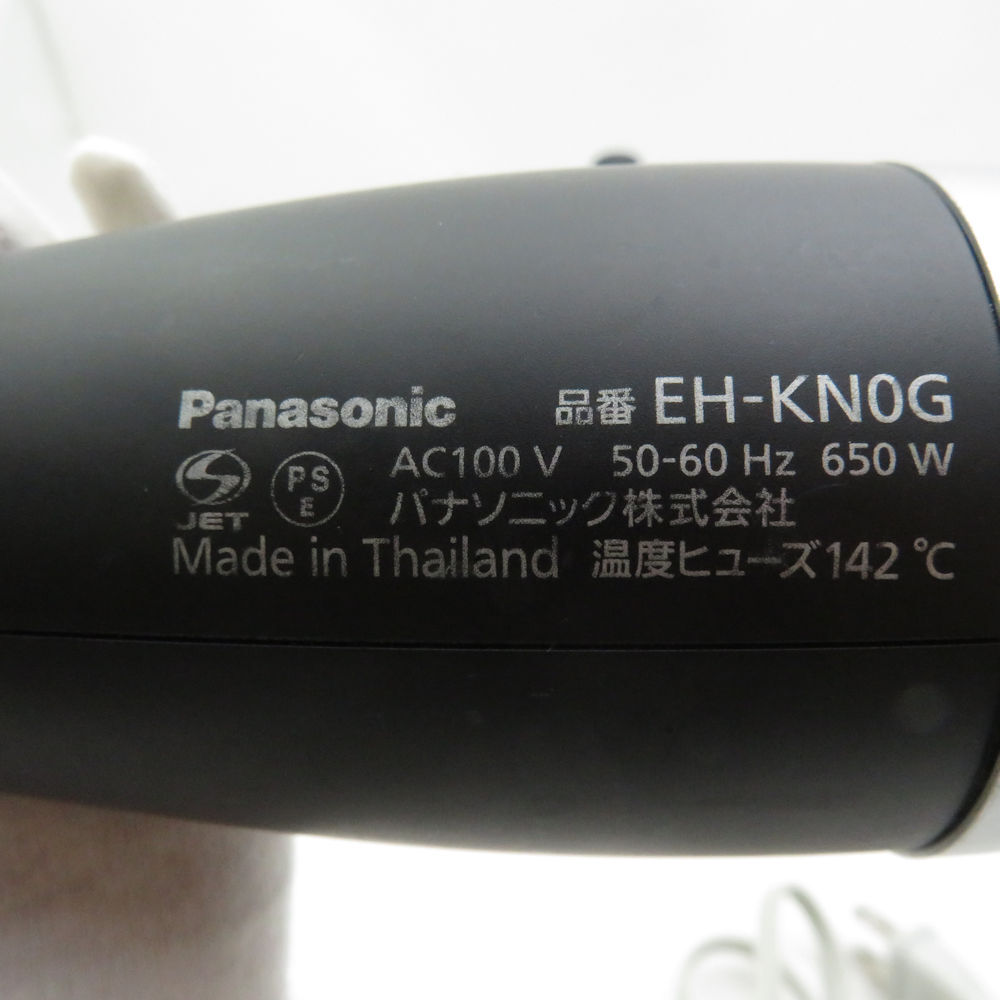 Panasonic 品番 EH-KN0G
JET PSE AC100 V 50-60 Hz 650 W
パナソニック株式会社
Made in Thailand 温度ヒューズ142 ℃